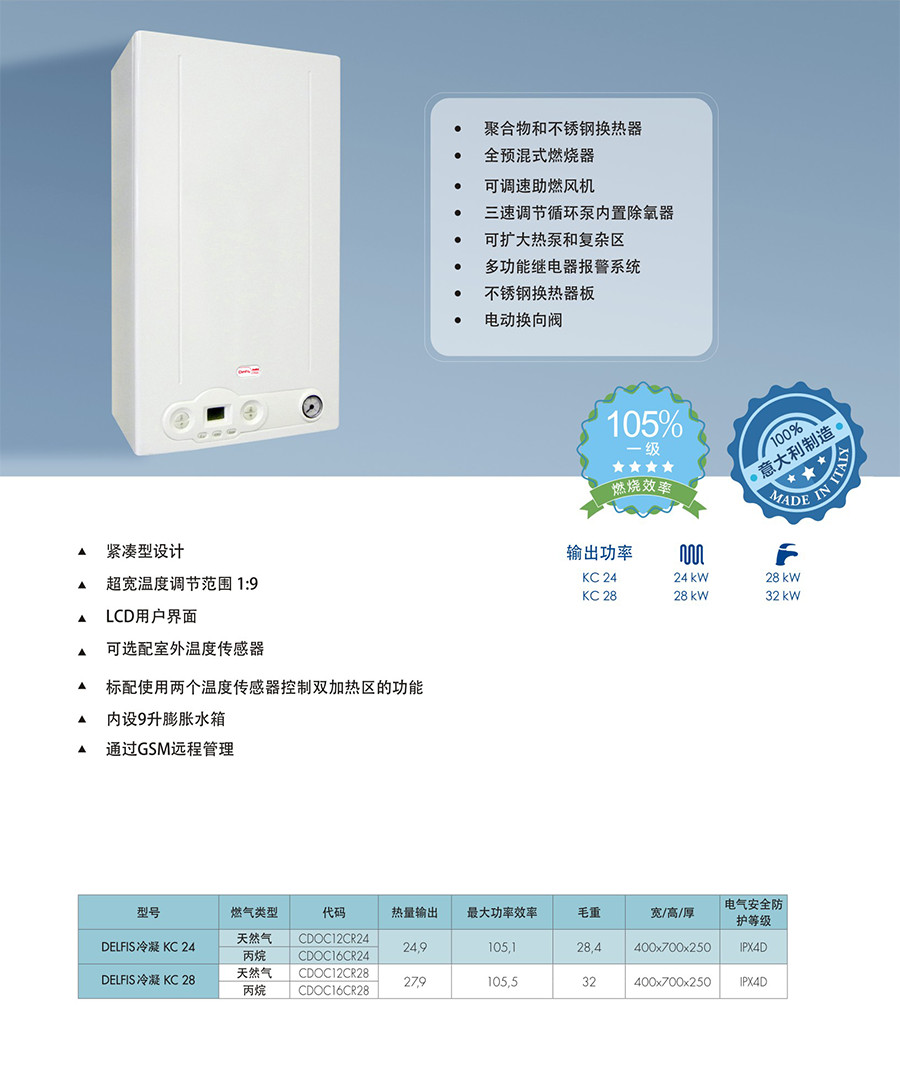 聚合物和不锈钢换热器
全预混式燃烧器
可调速助燃风机
三速调节循环泵内置除氧器
可扩大热泵和复杂区
多功能继电器报警系统
不锈钢换热器板
电动换向阀
105%
一级
燃烧效率
100%
意大利制造
MADE IN ITALY
紧凑型设计
超宽温度调节范围 1:9
LCD用户界面
可选配室外温度传感器
标配使用两个温度传感器控制双加热区的功能
内设9升膨胀水箱
通过GSM远程管理
输出功率
KC 24 24 kW 28 kW
KC 28 28 kW 32 kW
型号 燃气类型 代码 热量输出 最大功率效率 毛重 宽/高/厚 电气安全防护等级
DELFIS冷凝 KC 24 天然气 CDOC12CR24 24,9 105,1 28,4 400x700x250 IPX4D
丙烷 CDOC16CR24
DELFIS冷凝 KC 28 天然气 CDOC12CR28 27,9 105,5 32 400x700x250 IPX4D
丙烷 CDOC16CR28